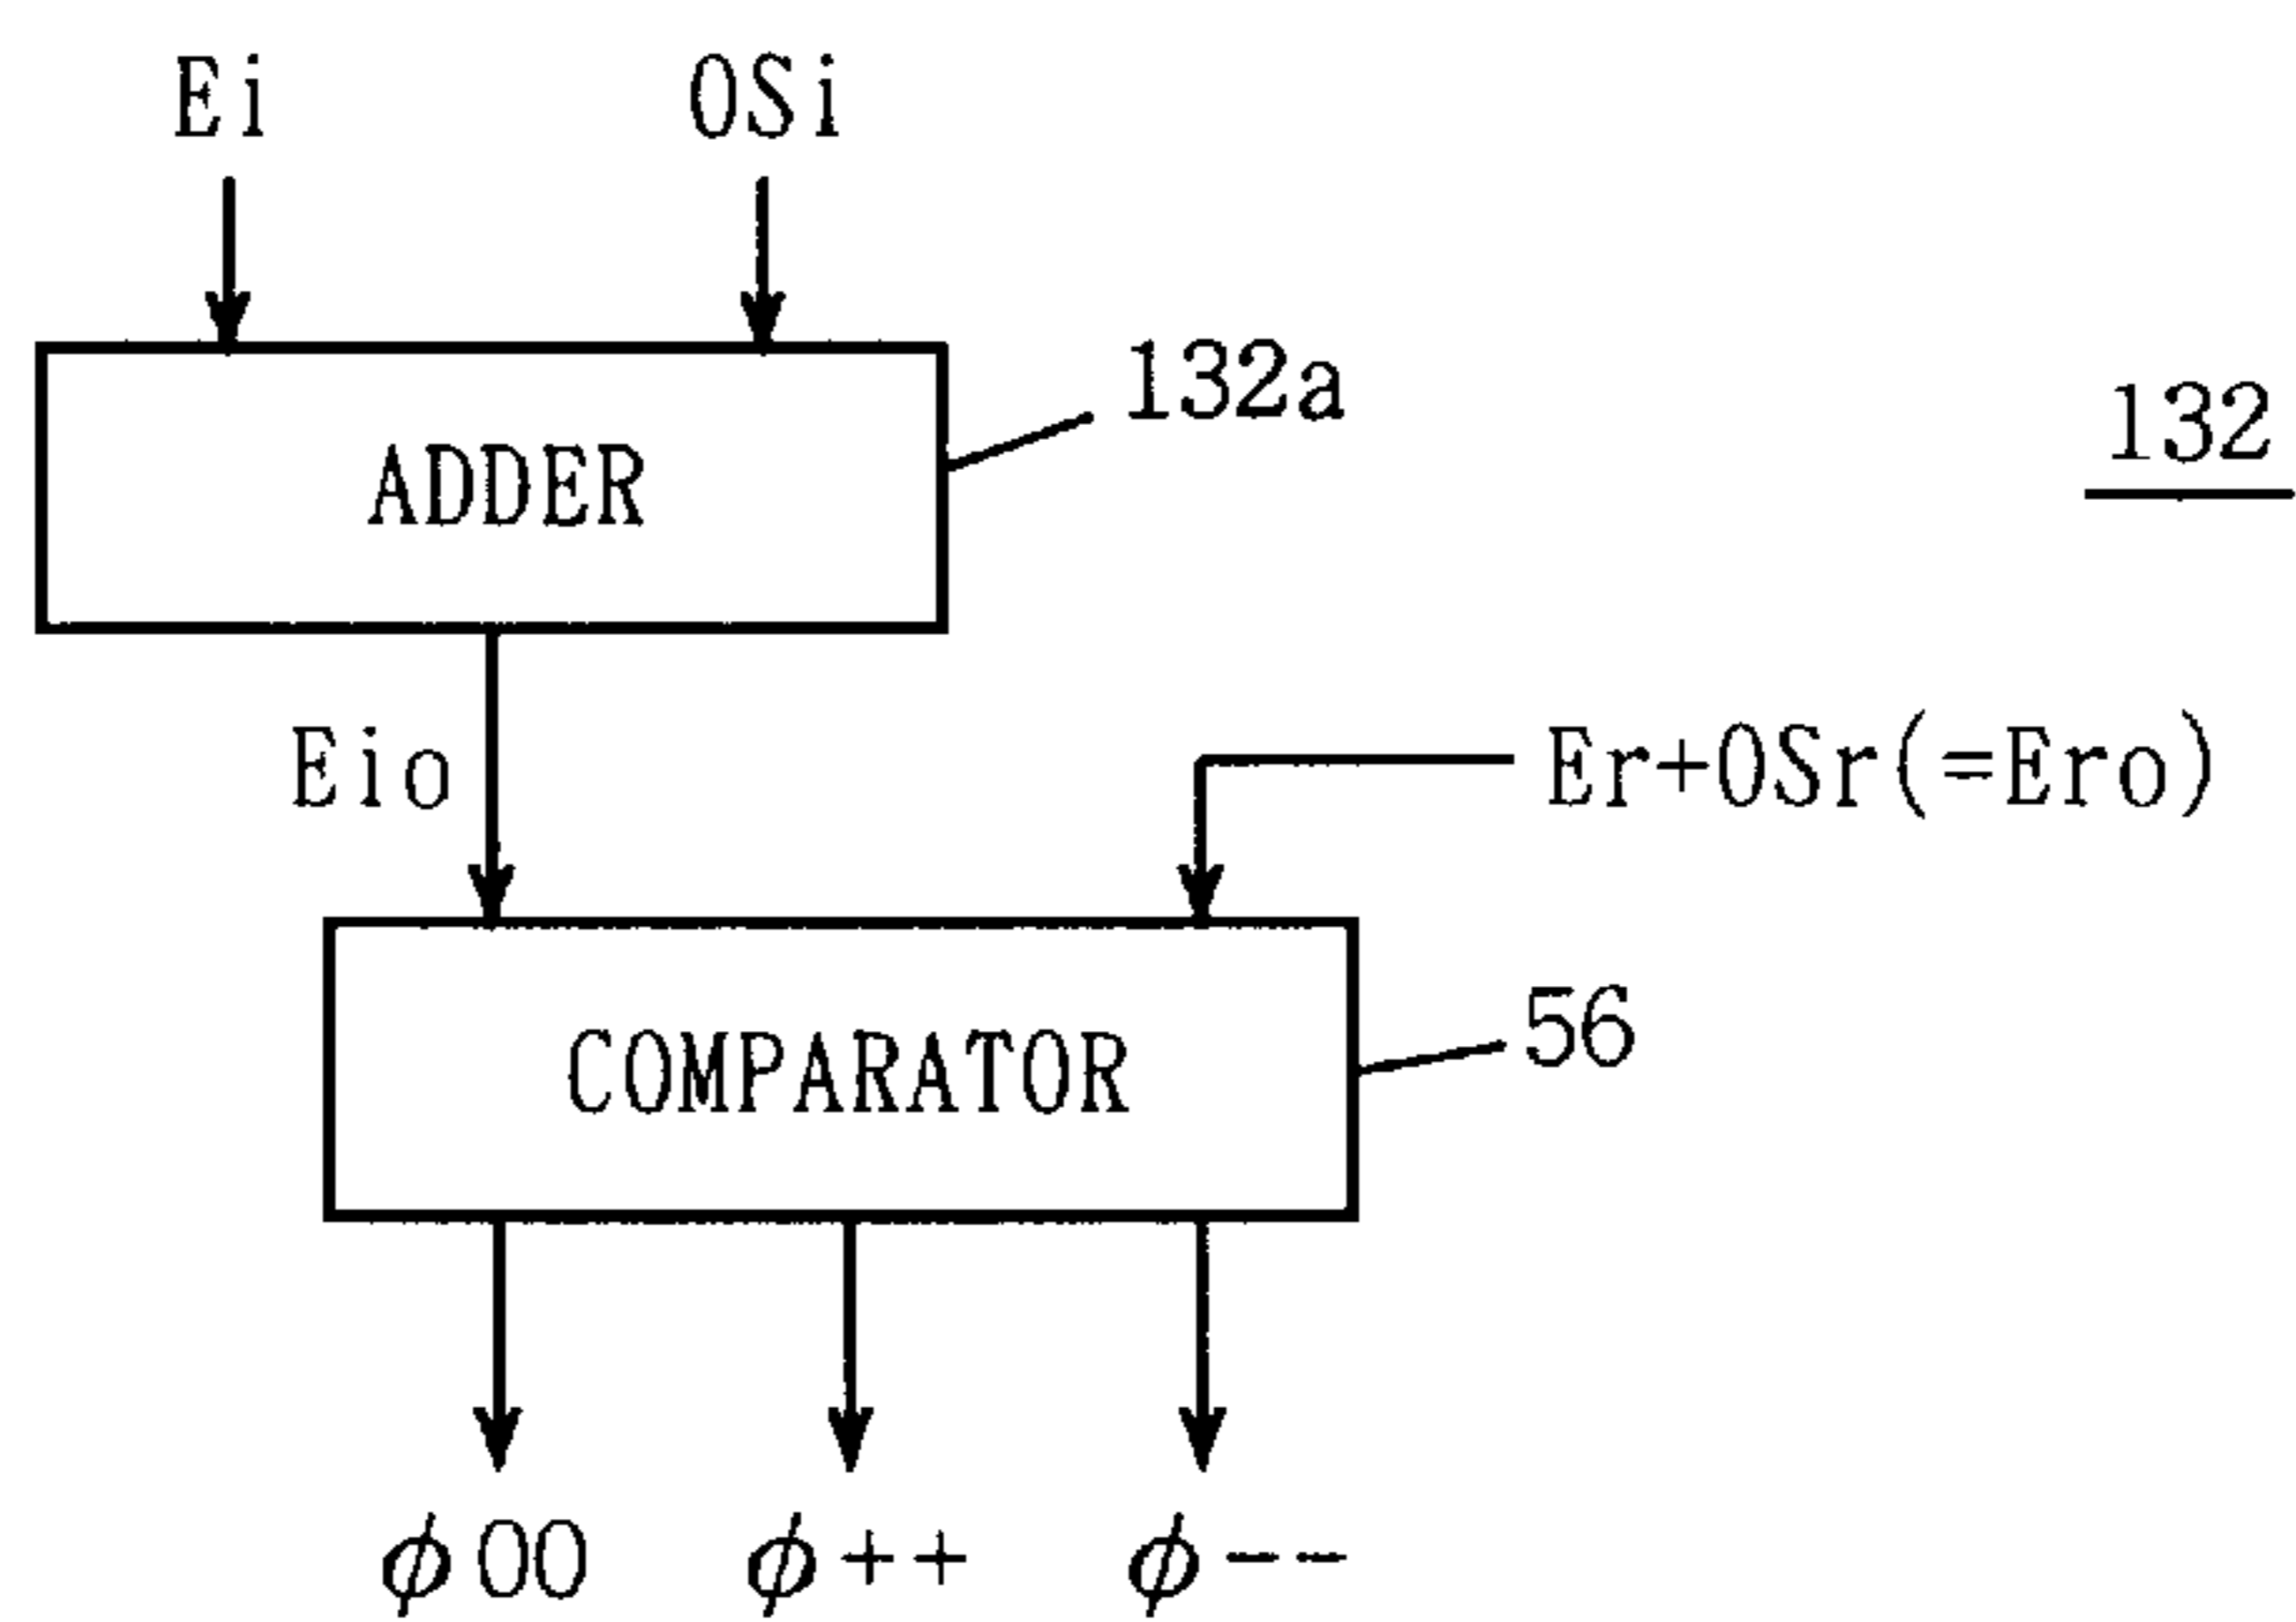 Ei OSi
132a
132
ADDER
Eio
Er+OSr(=Ero)
56
COMPARATOR
φ00 φ++ φ--